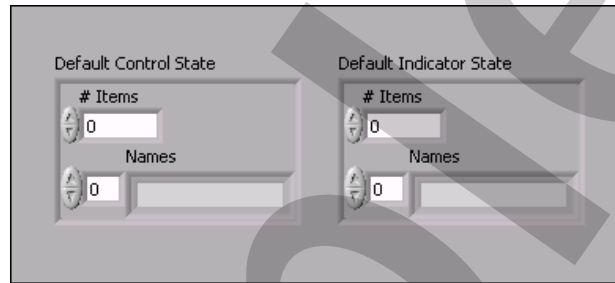 Default Control State Default Indicator State
# Items # Items
0 0
Names Names
0 0